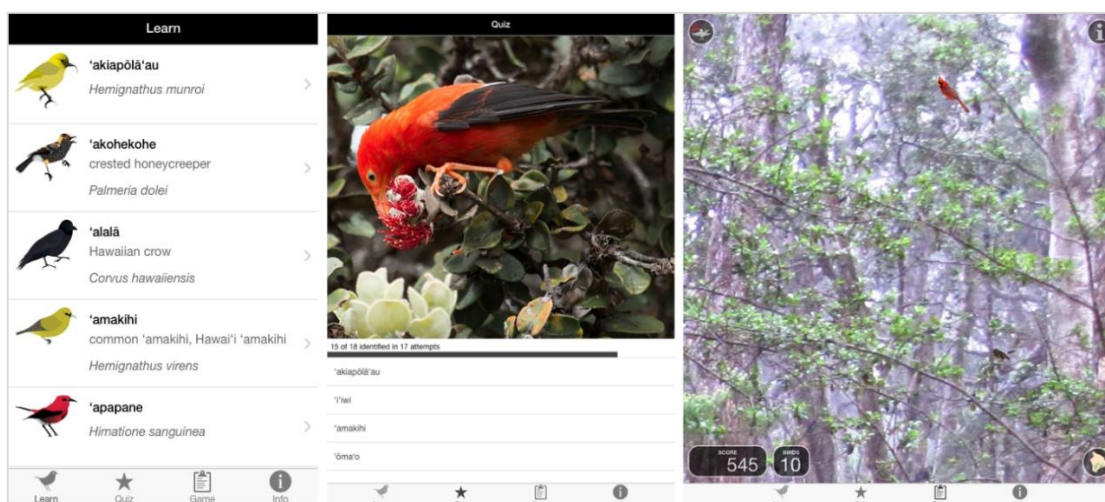 Learn
‘akiapōlā‘au
Hemignathus munroi
‘akohekohe
crested honeycreeper
Palmeria dolei
‘alalā
Hawaiian crow
Corvus hawaiiensis
‘amakihi
common ‘amakihi, Hawai‘i ‘amakihi
Hemignathus virens
‘apapane
Himatione sanguinea
Learn
Quiz
Game
Info
Quiz
15 of 18 identified in 17 attempts
‘akiapōlā‘au
‘i‘iwi
‘amakihi
‘ōma‘o
SCORE
545
BIRDS
10